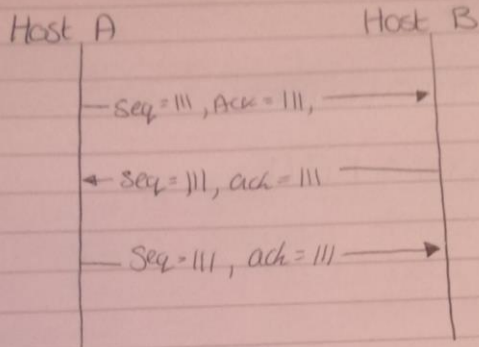 Host A Host B
Seq=111, Ack=111,
Seq=111, ack=111
Seq=111, ack=111